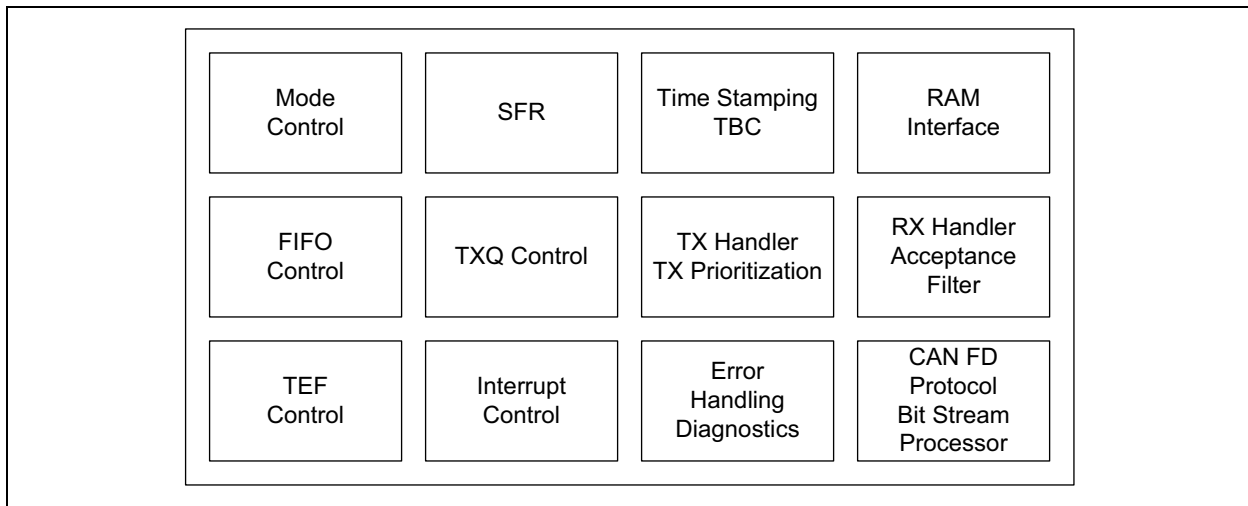 Mode
Control
SFR
Time Stamping
TBC
RAM
Interface
FIFO
Control
TXQ Control
TX Handler
TX Prioritization
RX Handler
Acceptance
Filter
TEF
Control
Interrupt
Control
Error
Handling
Diagnostics
CAN FD
Protocol
Bit Stream
Processor